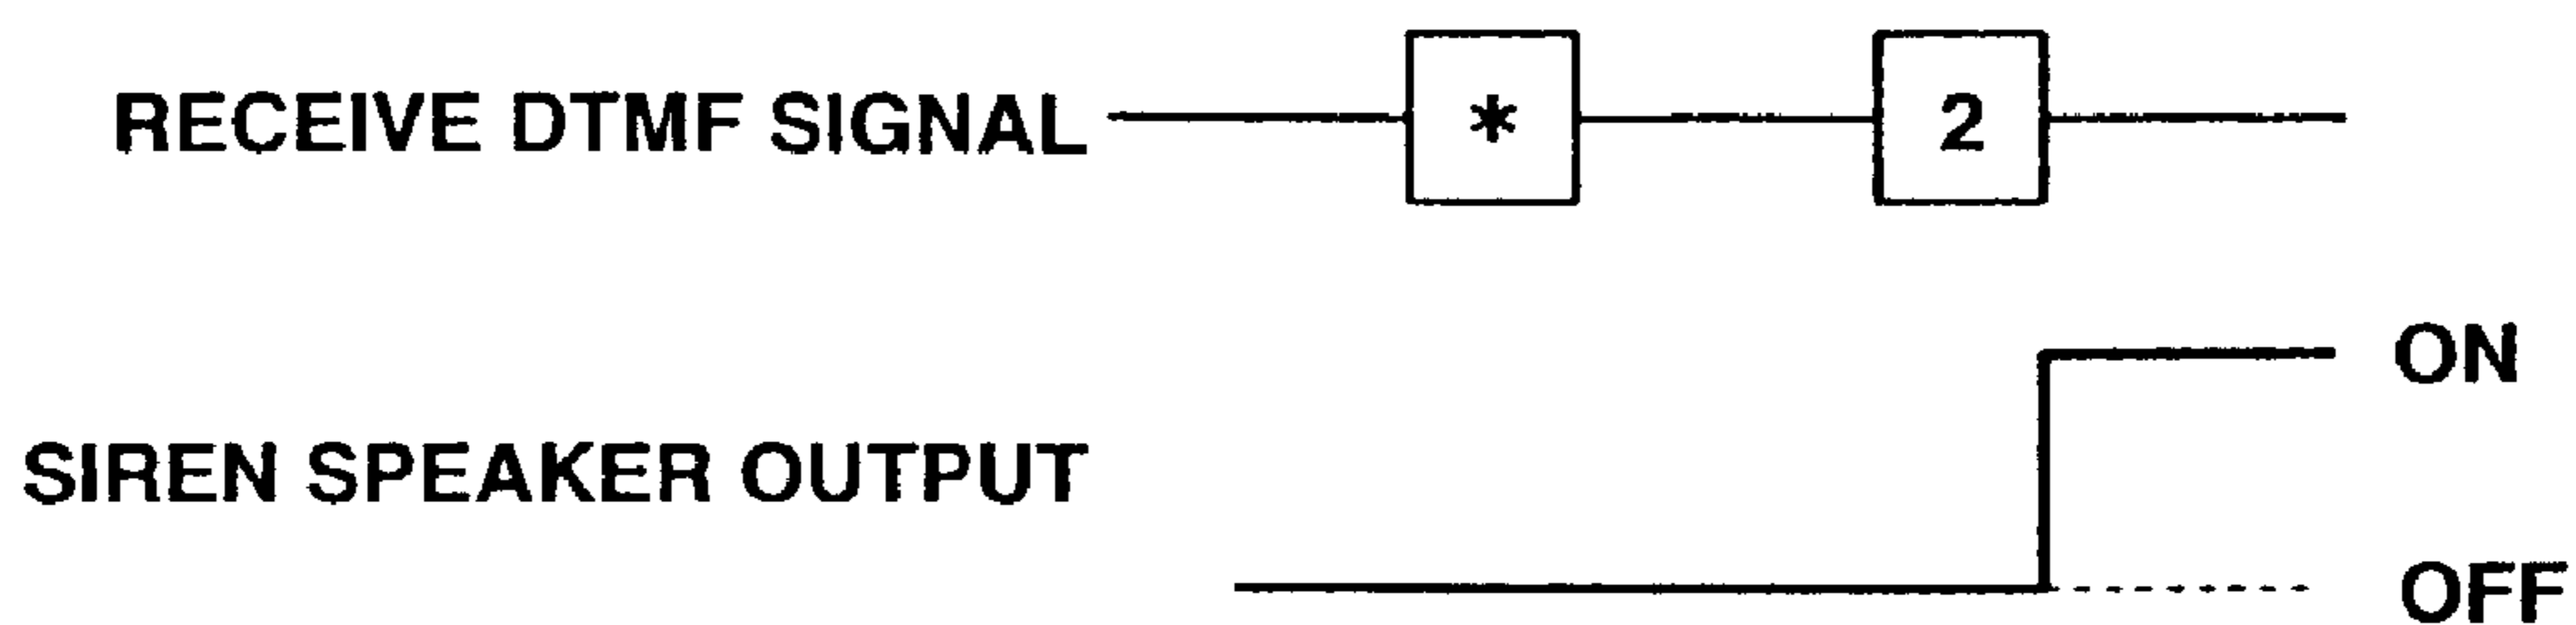 RECEIVE DTMF SIGNAL * 2
ON
SIREN SPEAKER OUTPUT
OFF